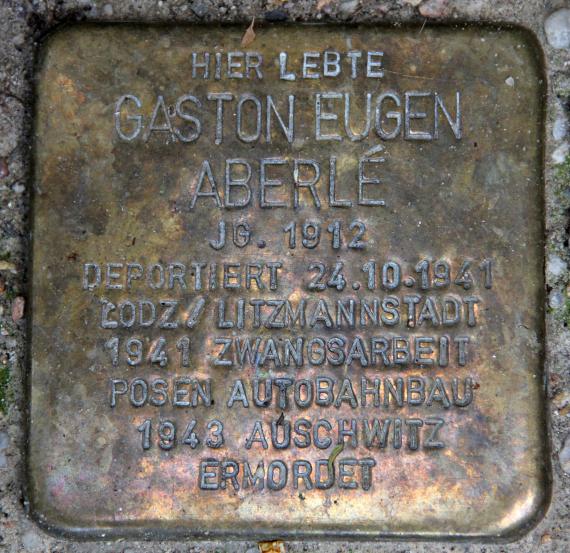 HIER LEBTE
GASTON EUGEN
ABERLÉ
JG. 1912
DEPORTIERT 24.10.1941
ŁODZ / LITZMANNSTADT
1941 ZWANGSARBEIT
POSEN AUTOBAHNBAU
1943 AUSCHWITZ
ERMORDET